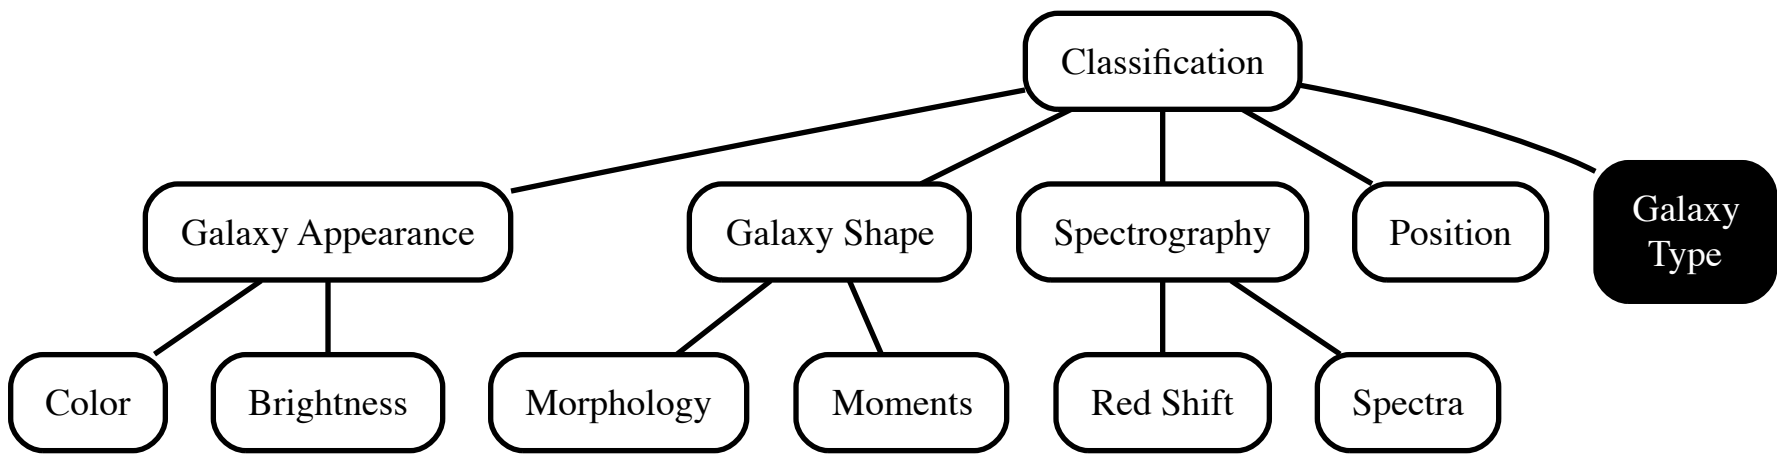 Classification
Galaxy Appearance
Galaxy Shape
Spectrography
Position
Galaxy
Type
Color
Brightness
Morphology
Moments
Red Shift
Spectra